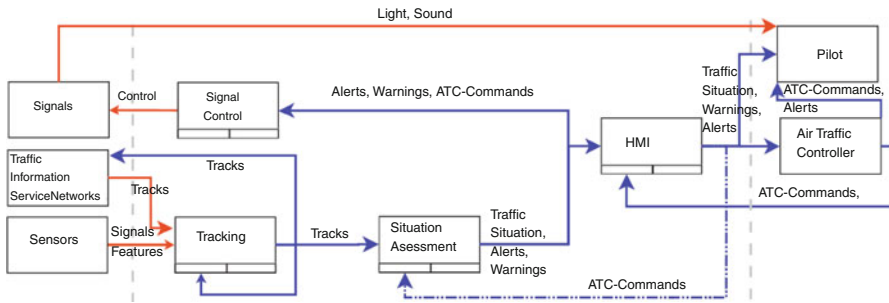 Light, Sound
Pilot
Signals
Control
Signal
Control
Alerts, Warnings, ATC-Commands
Traffic
Situation,
Warnings,
Alerts
ATC-Commands,
Alerts
HMI
Air Traffic
Controller
Traffic
Information
ServiceNetworks
Tracks
Tracks
ATC-Commands,
Sensors
Signals
Features
Tracking
Tracks
Situation
Asessment
Traffic
Situation,
Alerts,
Warnings
ATC-Commands